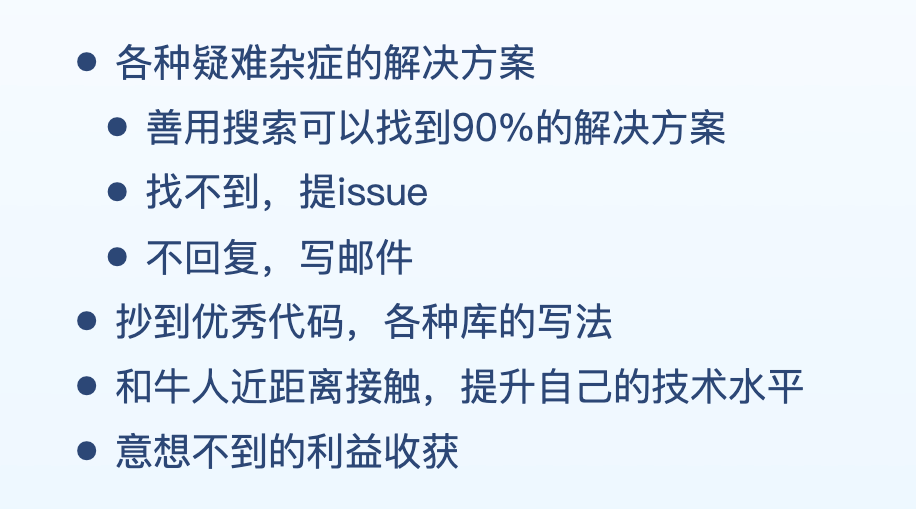 各种疑难杂症的解决方案
善用搜索可以找到90%的解决方案
找不到，提issue
不回复，写邮件
抄到优秀代码，各种库的写法
和牛人近距离接触，提升自己的技术水平
意想不到的利益收获